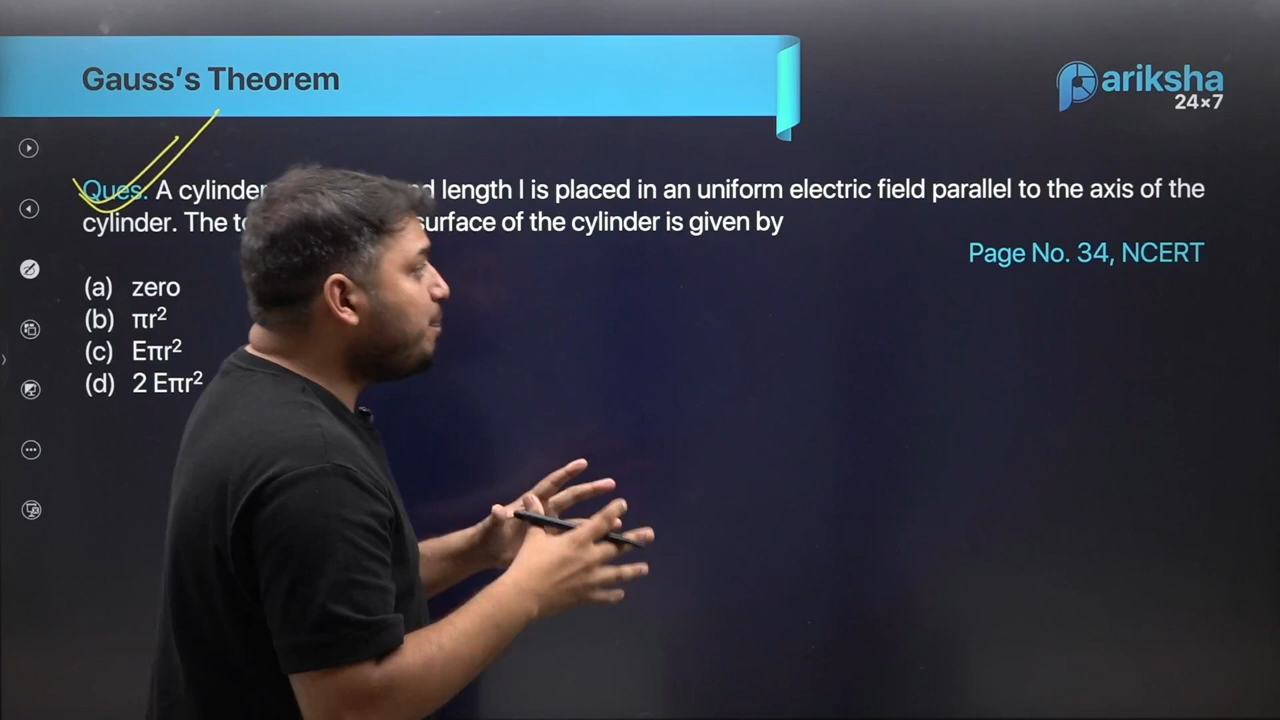 Gauss's Theorem
ariksha
24×7
Ques. A cylinder d length l is placed in an uniform electric field parallel to the axis of the
cylinder. The to surface of the cylinder is given by
Page No. 34, NCERT
(a) zero
(b) πr²
(c) Eπr²
(d) 2 Eπr²